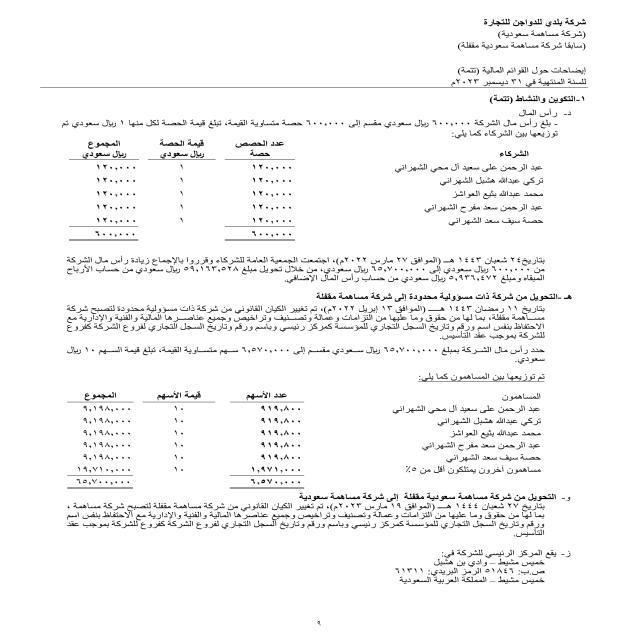 شركة بلدي للدواجن للتجارة
(شركة مساهمة سعودية)
(سابقا شركة مساهمة سعودية مقفلة)
إيضاحات حول القوائم المالية (تتمة)
للسنة المنتهية في ٣١ ديسمبر ٢٠٢٣م
١-التكوين والنشاط (تتمة)
د- رأس المال
- بلغ رأس مال الشركة ٦٠٠,٠٠٠ ريال سعودي مقسم إلى ٦٠٠,٠٠٠ حصة متساوية القيمة، تبلغ قيمة الحصة لكل منها ١ ريال سعودي تم
توزيعها بين الشركاء كما يلي:
الشركاء عدد الحصص قيمة الحصة المجموع
حصة ريال سعودي ريال سعودي
عبد الرحمن على سعيد آل محي الشهراني ١٢٠,٠٠٠ ١ ١٢٠,٠٠٠
تركي عبدالله هشبل الشهراني ١٢٠,٠٠٠ ١ ١٢٠,٠٠٠
محمد عبدالله بثيع العواشز ١٢٠,٠٠٠ ١ ١٢٠,٠٠٠
عبد الرحمن سعد مفرح الشهراني ١٢٠,٠٠٠ ١ ١٢٠,٠٠٠
حصة سيف سعد الشهراني ١٢٠,٠٠٠ ١ ١٢٠,٠٠٠
٦٠٠,٠٠٠ ٦٠٠,٠٠٠
بتاريخ٢٤ شعبان ١٤٤٣ هـ (الموافق ٢٧ مارس ٢٠٢٢م)، اجتمعت الجمعية العامة للشركاء وقرروا بالإجماع زيادة رأس مال الشركة
من ٦٠٠,٠٠٠ ريال سعودي إلى ٦٥,٧٠٠,٠٠٠ ريال سعودي، من خلال تحويل مبلغ ٥٩,١٦٣,٥٢٨ ريال سعودي من حساب الأرباح
المبقاه ومبلغ ٥,٩٣٦,٤٧٢ ريال سعودي من حساب رأس المال الإضافي.
هـ -التحويل من شركة ذات مسؤولية محدودة إلى شركة مساهمة مقفلة
بتاريخ ١١ رمضان ١٤٤٣ هـ (الموافق ١٣ إبريل ٢٠٢٢م)، تم تغيير الكيان القانوني من شركة ذات مسؤولية محدودة لتصبح شركة
مساهمة مقفلة، بما لها من حقوق وما عليها من التزامات وعمالة وتصنيف وتراخيص وجميع عناصرها المالية والفنية والإدارية مع
الاحتفاظ بنفس اسم ورقم وتاريخ السجل التجاري للمؤسسة كمركز رئيسي وباسم ورقم وتاريخ السجل التجاري لفروع الشركة كفروع
للشركة بموجب عقد التأسيس.
حدد رأس مال الشركة بمبلغ ٦٥,٧٠٠,٠٠٠ ريال سعودي مقسم إلى ٦,٥٧٠,٠٠٠ سهم متساوية القيمة، تبلغ قيمة السهم ١٠ ريال
سعودي.
تم توزيعها بين المساهمون كما يلي:
المساهمون عدد الأسهم قيمة الأسهم المجموع
عبد الرحمن على سعيد آل محي الشهراني ٩١٩,٨٠٠ ١٠ ٩,١٩٨,٠٠٠
تركي عبدالله هشبل الشهراني ٩١٩,٨٠٠ ١٠ ٩,١٩٨,٠٠٠
محمد عبدالله بثيع العواشز ٩١٩,٨٠٠ ١٠ ٩,١٩٨,٠٠٠
عبد الرحمن سعد مفرح الشهراني ٩١٩,٨٠٠ ١٠ ٩,١٩٨,٠٠٠
حصة سيف سعد الشهراني ٩١٩,٨٠٠ ١٠ ٩,١٩٨,٠٠٠
مساهمون آخرون يمتلكون أقل من ٥٪ ١,٩٧١,٠٠٠ ١٠ ١٩,٧١٠,٠٠٠
٦,٥٧٠,٠٠٠ ٦٥,٧٠٠,٠٠٠
و- التحويل من شركة مساهمة سعودية مقفلة إلى شركة مساهمة سعودية
بتاريخ ٢٧ شعبان ١٤٤٤ هـ (الموافق ١٩ مارس ٢٠٢٣م)، تم تغيير الكيان القانوني من شركة مساهمة مقفلة لتصبح شركة مساهمة ،
بما لها من حقوق وما عليها من التزامات وعمالة وتصنيف وتراخيص وجميع عناصرها المالية والفنية والإدارية مع الاحتفاظ بنفس اسم
ورقم وتاريخ السجل التجاري للمؤسسة كمركز رئيسي وباسم ورقم وتاريخ السجل التجاري لفروع الشركة كفروع للشركة بموجب عقد
التأسيس.
ز- يقع المركز الرئيسي للشركة في:
خميس مشيط – وادي بن هشبل
ص.ب: ٥١٨٤٦ الرمز البريدي: ٦١٣١١
خميس مشيط – المملكة العربية السعودية
٩